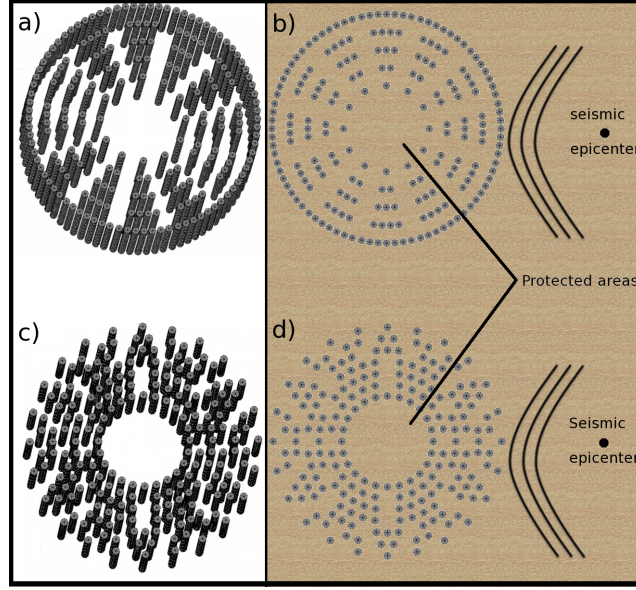 a)
b)
seismic
epicenter
Protected areas
c)
d)
Seismic
epicenter